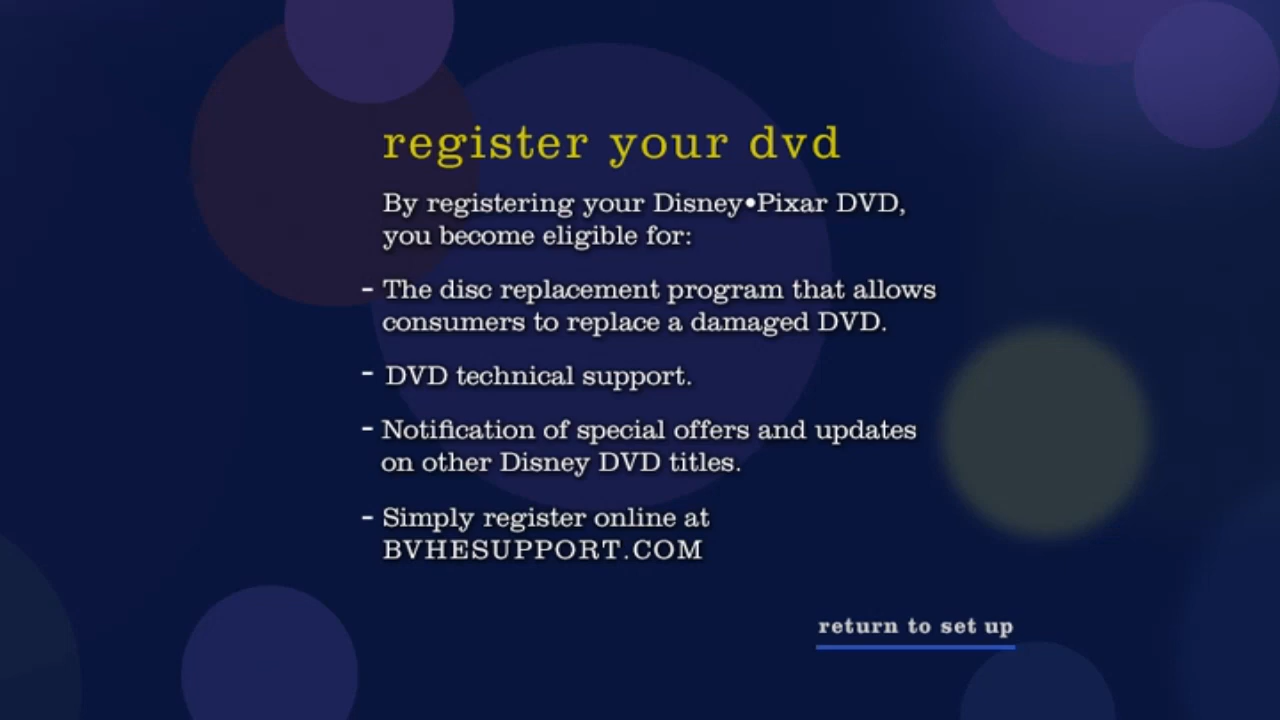 register your dvd
By registering your Disney•Pixar DVD,
you become eligible for:
- The disc replacement program that allows
consumers to replace a damaged DVD.
- DVD technical support.
- Notification of special offers and updates
on other Disney DVD titles.
- Simply register online at
BVHESUPPORT.COM
return to set up